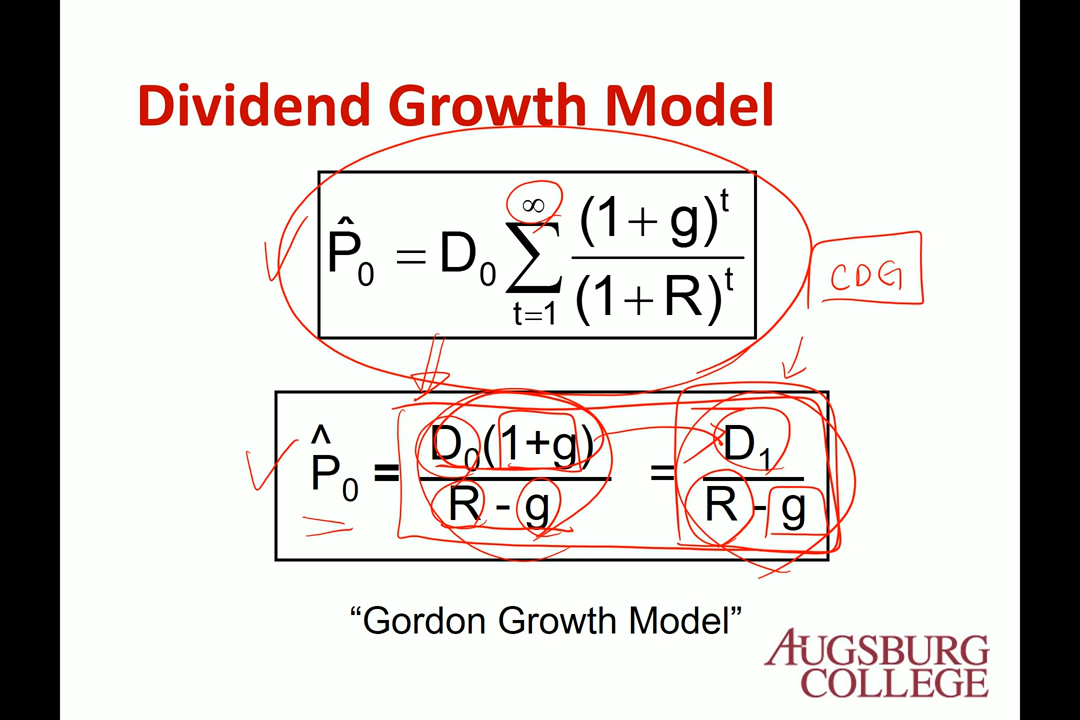 Dividend Growth Model
P̂₀ = D₀ ∑_{t=1}^{∞} (1+g)^t / (1+R)^t
CDG
P̂₀ = D₀(1+g) / (R - g) = D₁ / (R - g)
“Gordon Growth Model”
AUGSBURG
COLLEGE